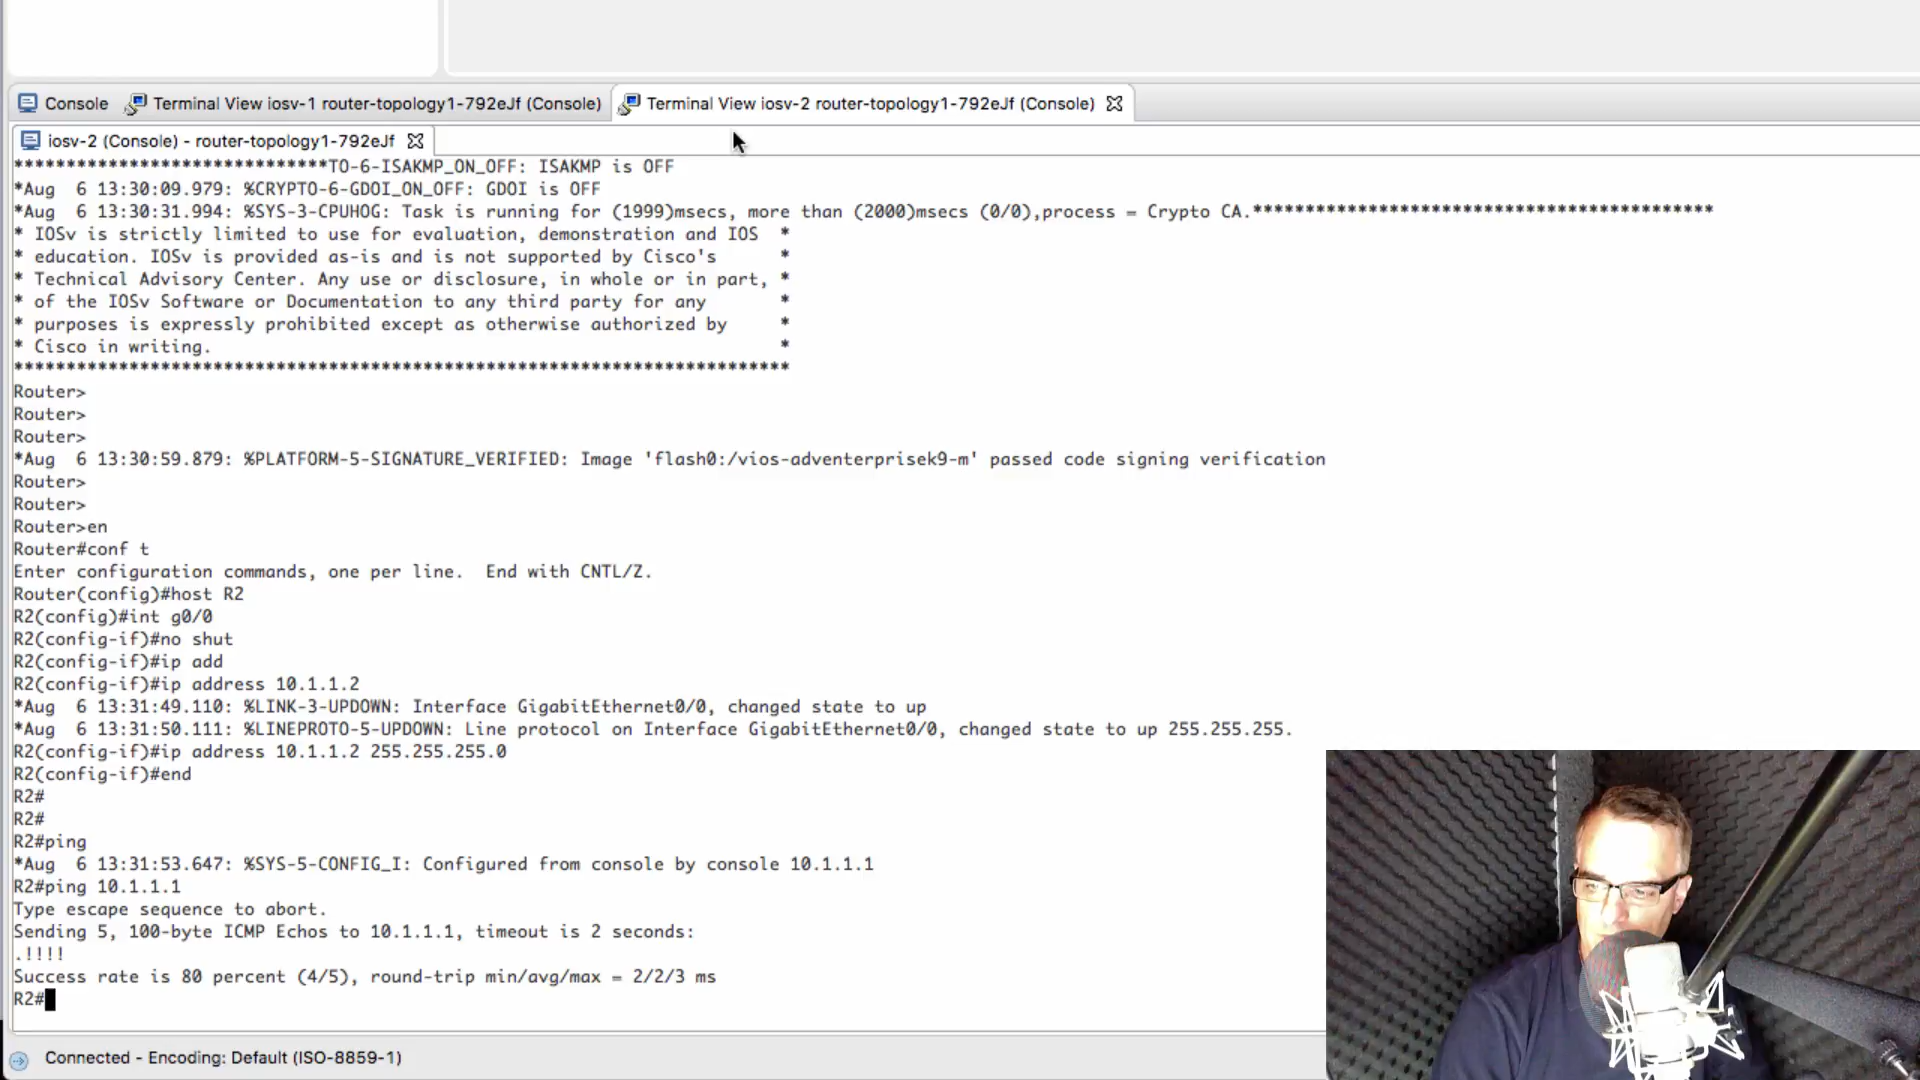 Console Terminal View iosv-1 router-topology1-792eJf (Console) Terminal View iosv-2 router-topology1-792eJf (Console)
iosv-2 (Console) - router-topology1-792eJf
******************************TO-6-ISAKMP_ON_OFF: ISAKMP is OFF
*Aug  6 13:30:09.979: %CRYPTO-6-GDOI_ON_OFF: GDOI is OFF
*Aug  6 13:30:31.994: %SYS-3-CPUHOG: Task is running for (1999)msecs, more than (2000)msecs (0/0),process = Crypto CA.********************************************
* IOSv is strictly limited to use for evaluation, demonstration and IOS  *
* education. IOSv is provided as-is and is not supported by Cisco's      *
* Technical Advisory Center. Any use or disclosure, in whole or in part, *
* of the IOSv Software or Documentation to any third party for any       *
* purposes is expressly prohibited except as otherwise authorized by     *
* Cisco in writing.                                                      *
**************************************************************************
Router>
Router>
Router>
*Aug  6 13:30:59.879: %PLATFORM-5-SIGNATURE_VERIFIED: Image 'flash0:/vios-adventerprisek9-m' passed code signing verification
Router>
Router>
Router>en
Router#conf t
Enter configuration commands, one per line.  End with CNTL/Z.
Router(config)#host R2
R2(config)#int g0/0
R2(config-if)#no shut
R2(config-if)#ip add
R2(config-if)#ip address 10.1.1.2
*Aug  6 13:31:49.110: %LINK-3-UPDOWN: Interface GigabitEthernet0/0, changed state to up
*Aug  6 13:31:50.111: %LINEPROTO-5-UPDOWN: Line protocol on Interface GigabitEthernet0/0, changed state to up 255.255.255.
R2(config-if)#ip address 10.1.1.2 255.255.255.0
R2(config-if)#end
R2#
R2#
R2#ping
*Aug  6 13:31:53.647: %SYS-5-CONFIG_I: Configured from console by console 10.1.1.1
R2#ping 10.1.1.1
Type escape sequence to abort.
Sending 5, 100-byte ICMP Echos to 10.1.1.1, timeout is 2 seconds:
.!!!!
Success rate is 80 percent (4/5), round-trip min/avg/max = 2/2/3 ms
R2#
Connected - Encoding: Default (ISO-8859-1)